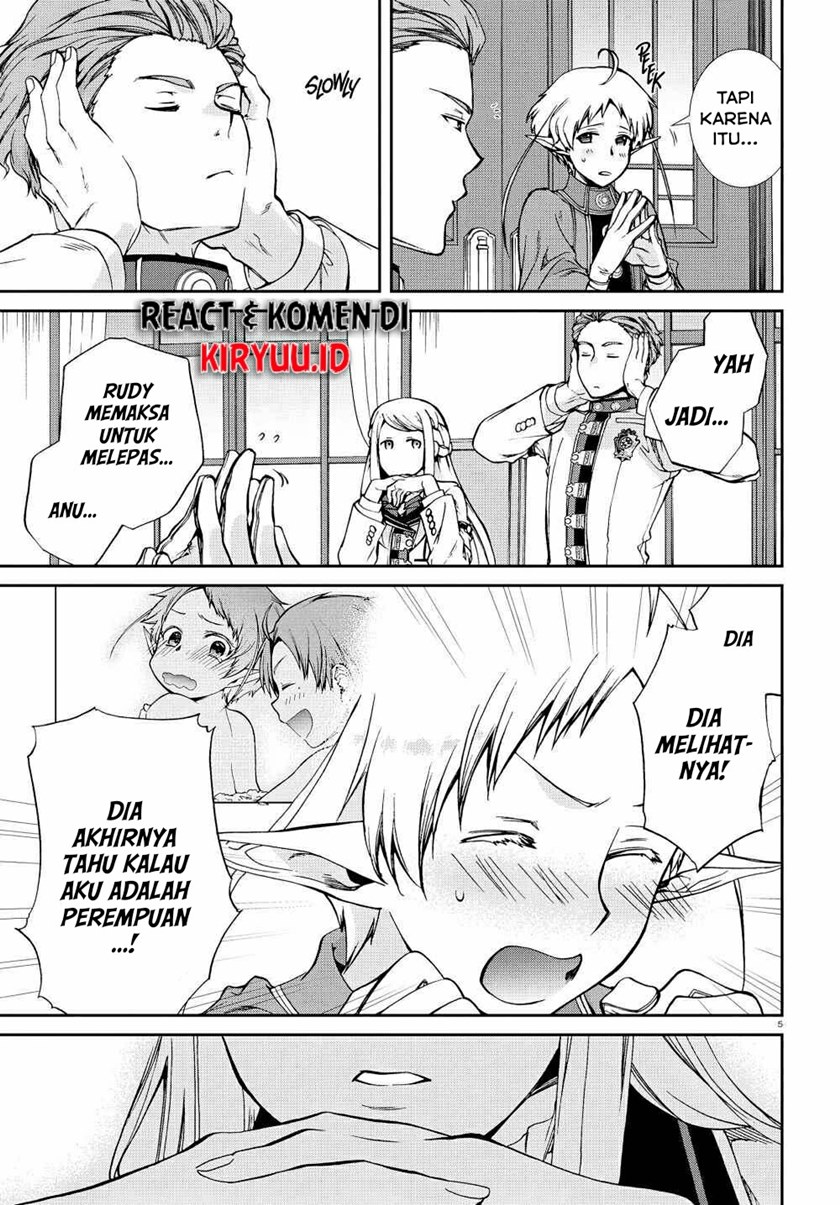 TAPI
KARENA
ITU...
PEEK
SLOWLY
REACT & KOMEN DI
KIRYUU.ID
YAH
JADI...
RUDY
MEMAKSA
UNTUK
MELEPAS...
ANU...
DIA
DIA
MELIHAT-
NYA!
DIA
AKHIRNYA
TAHU KALAU
AKU ADALAH
PEREMPUAN
...!
5